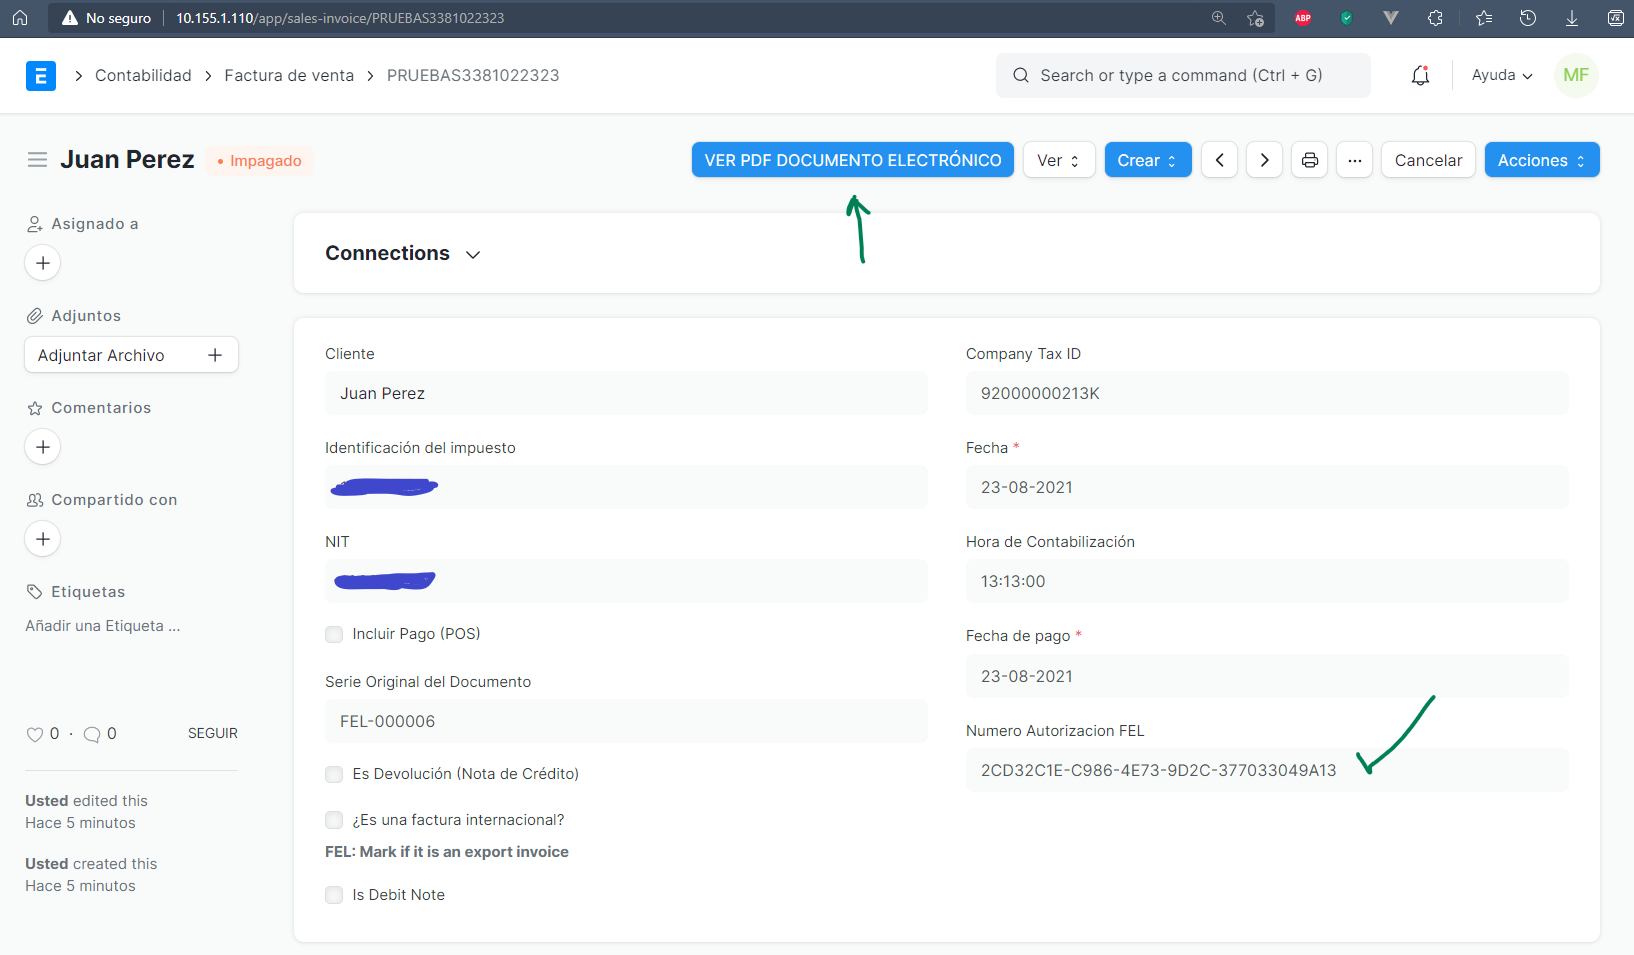 No seguro 10.155.1.110/app/sales-invoice/PRUEBAS3381022323 ABP
E Contabilidad Factura de venta PRUEBAS3381022323 Search or type a command (Ctrl + G) Ayuda MF
Juan Perez • Impagado VER PDF DOCUMENTO ELECTRÓNICO Ver Crear ... Cancelar Acciones
Asignado a
Adjuntos
Adjuntar Archivo
Comentarios
Compartido con
Etiquetas
Añadir una Etiqueta ...
0 · 0 SEGUIR
Usted edited this
Hace 5 minutos
Usted created this
Hace 5 minutos
Connections
Cliente
Juan Perez
Identificación del impuesto
NIT
Incluir Pago (POS)
Serie Original del Documento
FEL-000006
Es Devolución (Nota de Crédito)
¿Es una factura internacional?
FEL: Mark if it is an export invoice
Is Debit Note
Company Tax ID
92000000213K
Fecha *
23-08-2021
Hora de Contabilización
13:13:00
Fecha de pago *
23-08-2021
Numero Autorizacion FEL
2CD32C1E-C986-4E73-9D2C-377033049A13